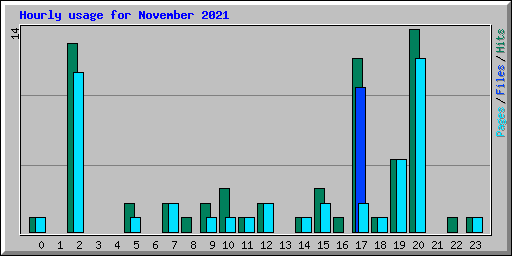 Hourly usage for November 2021
14
Pages/Files/Hits
0 1 2 3 4 5 6 7 8 9 10 11 12 13 14 15 16 17 18 19 20 21 22 23